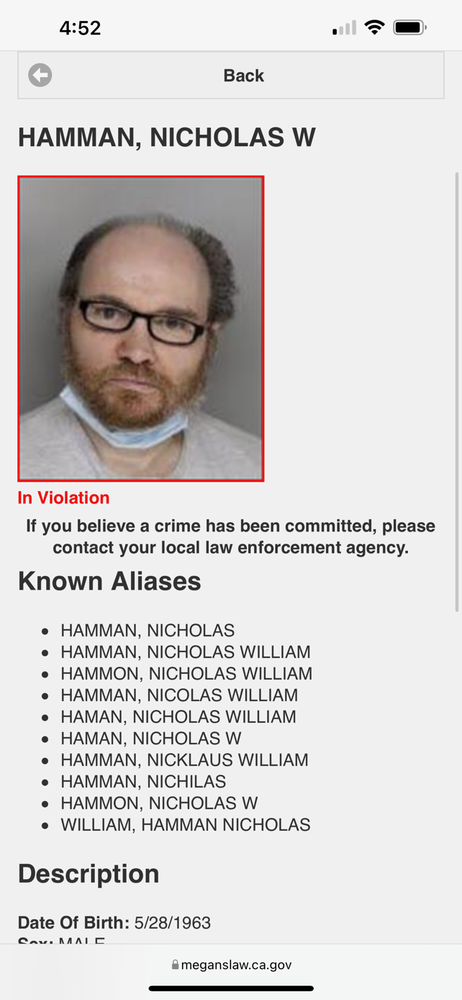 4:52
Back
HAMMAN, NICHOLAS W
In Violation
If you believe a crime has been committed, please
contact your local law enforcement agency.
Known Aliases
• HAMMAN, NICHOLAS
• HAMMAN, NICHOLAS WILLIAM
• HAMMON, NICHOLAS WILLIAM
• HAMMAN, NICOLAS WILLIAM
• HAMAN, NICHOLAS WILLIAM
• HAMAN, NICHOLAS W
• HAMMAN, NICKLAUS WILLIAM
• HAMMAN, NICHILAS
• HAMMON, NICHOLAS W
• WILLIAM, HAMMAN NICHOLAS
Description
Date Of Birth: 5/28/1963
Sex: MALE
meganslaw.ca.gov